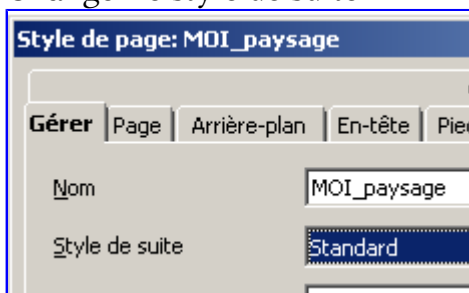 Style de page: MOI_paysage
Gérer Page Arrière-plan En-tête
Nom MOI_paysage
Style de suite Standard